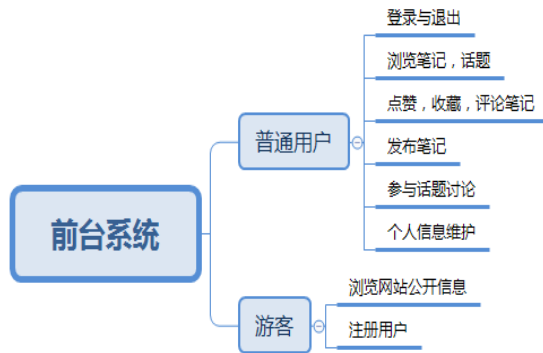 前台系统
普通用户
登录与退出
浏览笔记，话题
点赞，收藏，评论笔记
发布笔记
参与话题讨论
个人信息维护
游客
浏览网站公开信息
注册用户